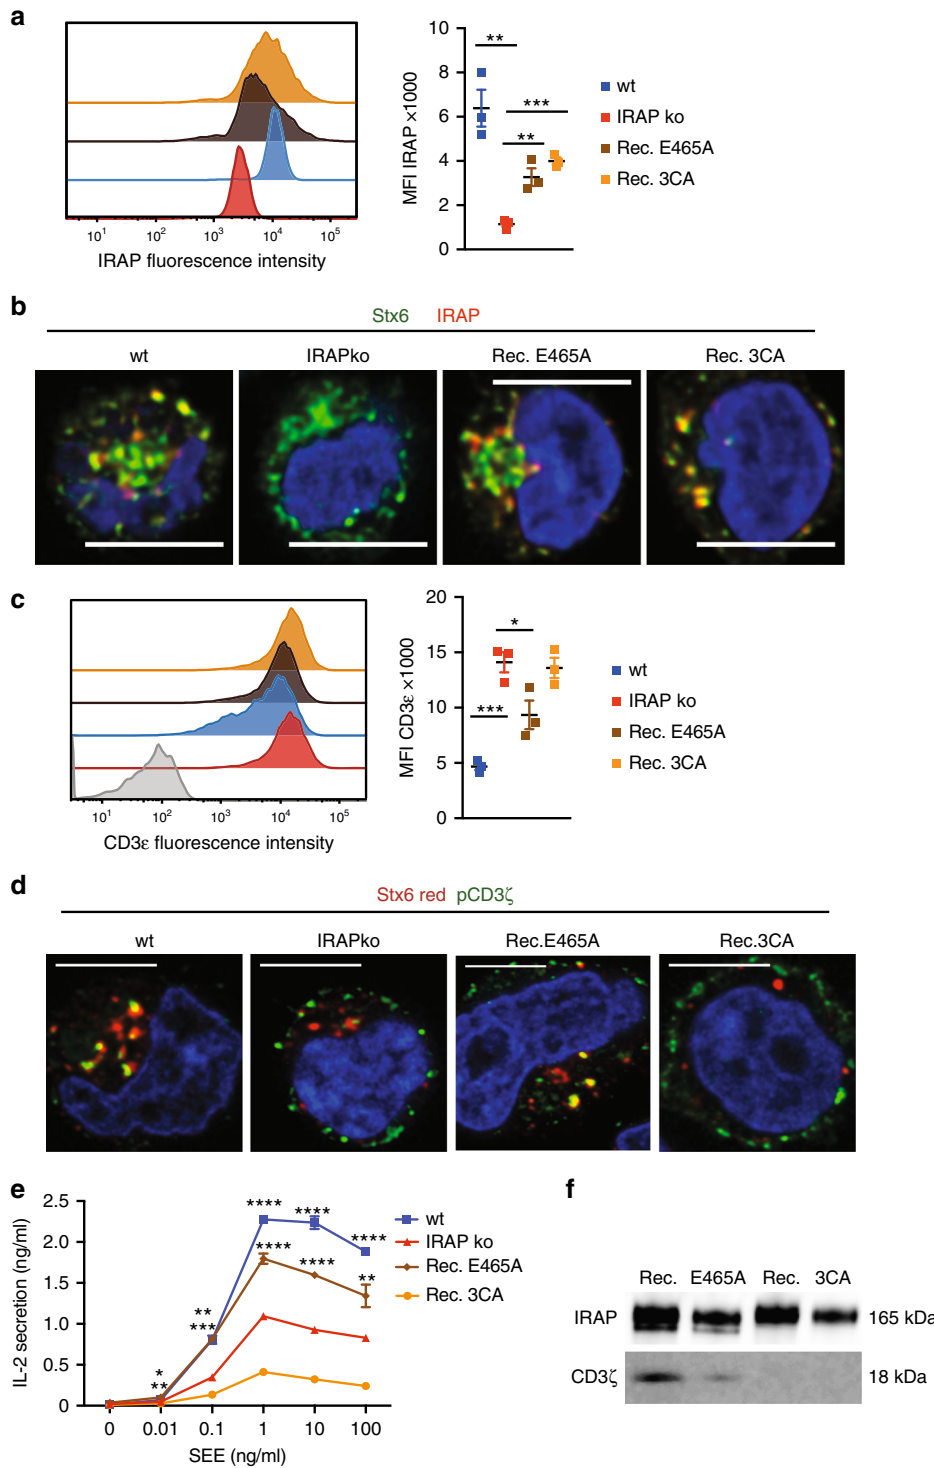 a
10
8
6
4
2
0
MFI IRAP ×1000
**
***
**
wt
IRAP ko
Rec. E465A
Rec. 3CA
10¹ 10² 10³ 10⁴ 10⁵
IRAP fluorescence intensity
b
Stx6 IRAP
wt IRAPko Rec. E465A Rec. 3CA
c
20
15
10
5
0
MFI CD3ε ×1000
*
***
wt
IRAP ko
Rec. E465A
Rec. 3CA
10¹ 10² 10³ 10⁴ 10⁵
CD3ε fluorescence intensity
d
Stx6 red pCD3ζ
wt IRAPko Rec.E465A Rec.3CA
e
2.5
2.0
1.5
1.0
0.5
0
IL-2 secretion (ng/ml)
**** **** ****
**** **** **
**
***
*
**
wt
IRAP ko
Rec. E465A
Rec. 3CA
0 0.01 0.1 1 10 100
SEE (ng/ml)
f
Rec. E465A Rec. 3CA
IRAP 165 kDa
CD3ζ 18 kDa